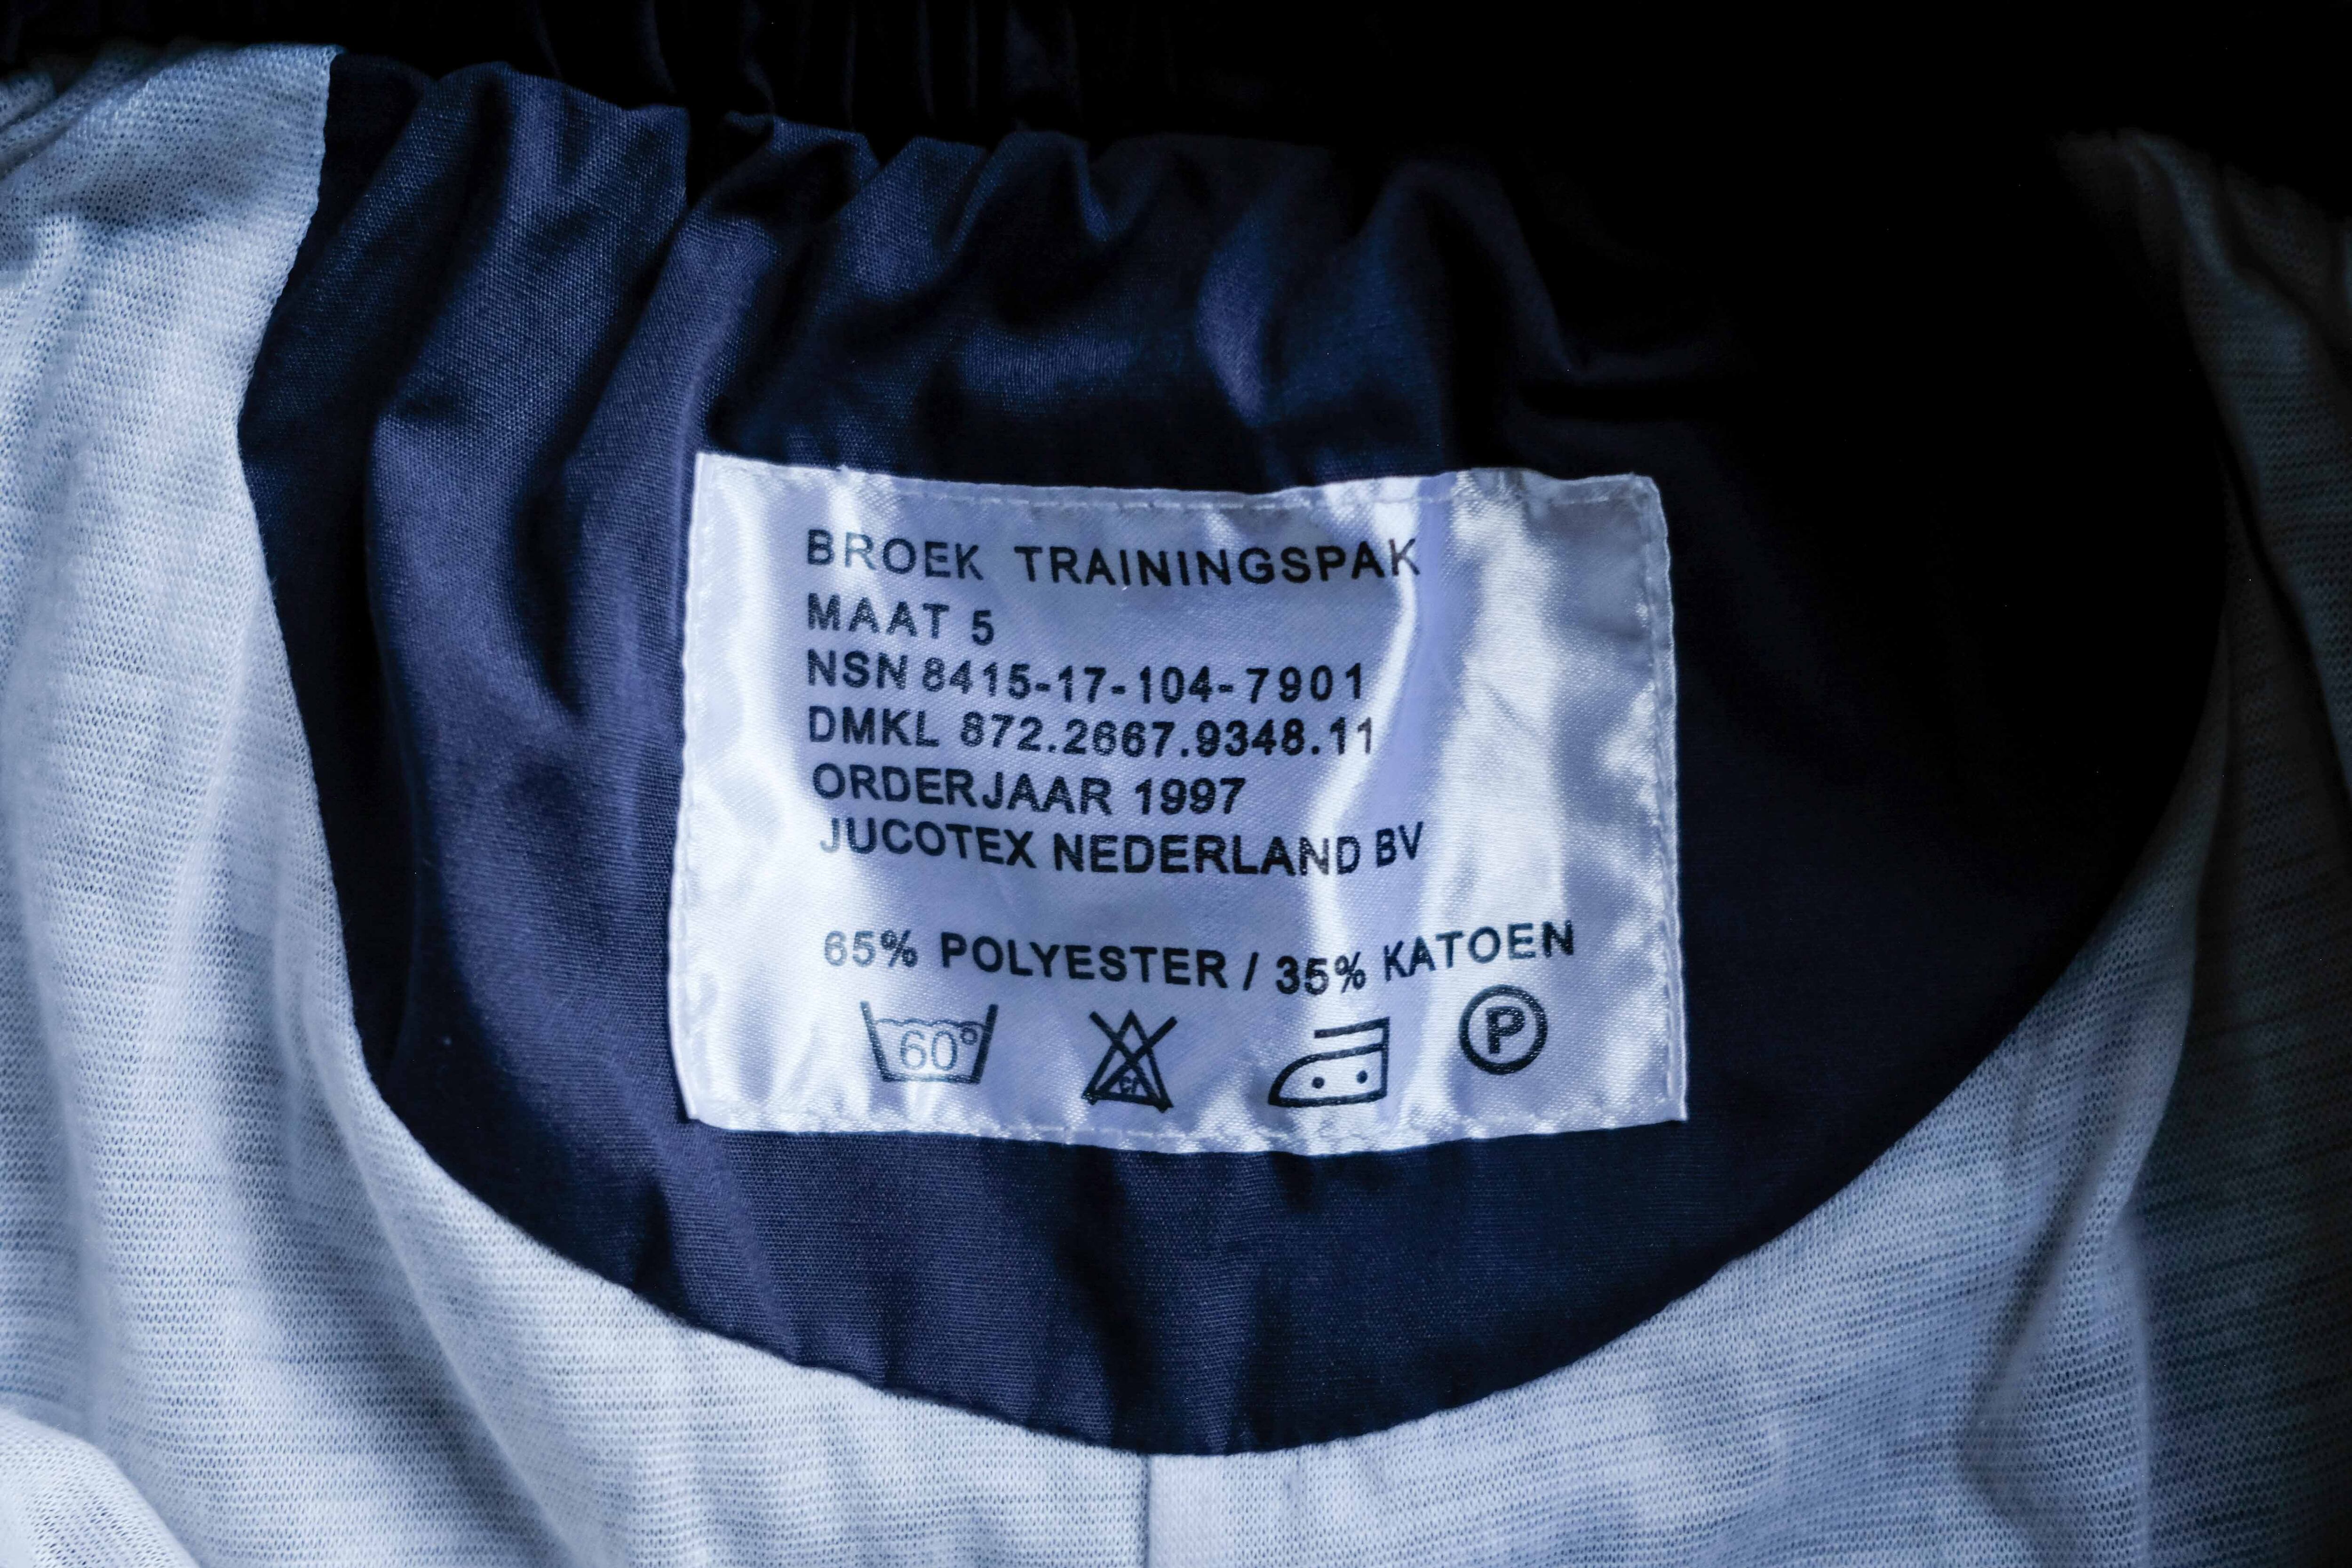 BROEK TRAININGSPAK
MAAT 5
NSN 8415-17-104-7901
DMKL 872.2667.9348.11
ORDERJAAR 1997
JUCOTEX NEDERLAND BV
65% POLYESTER / 35% KATOEN
60° Cl P